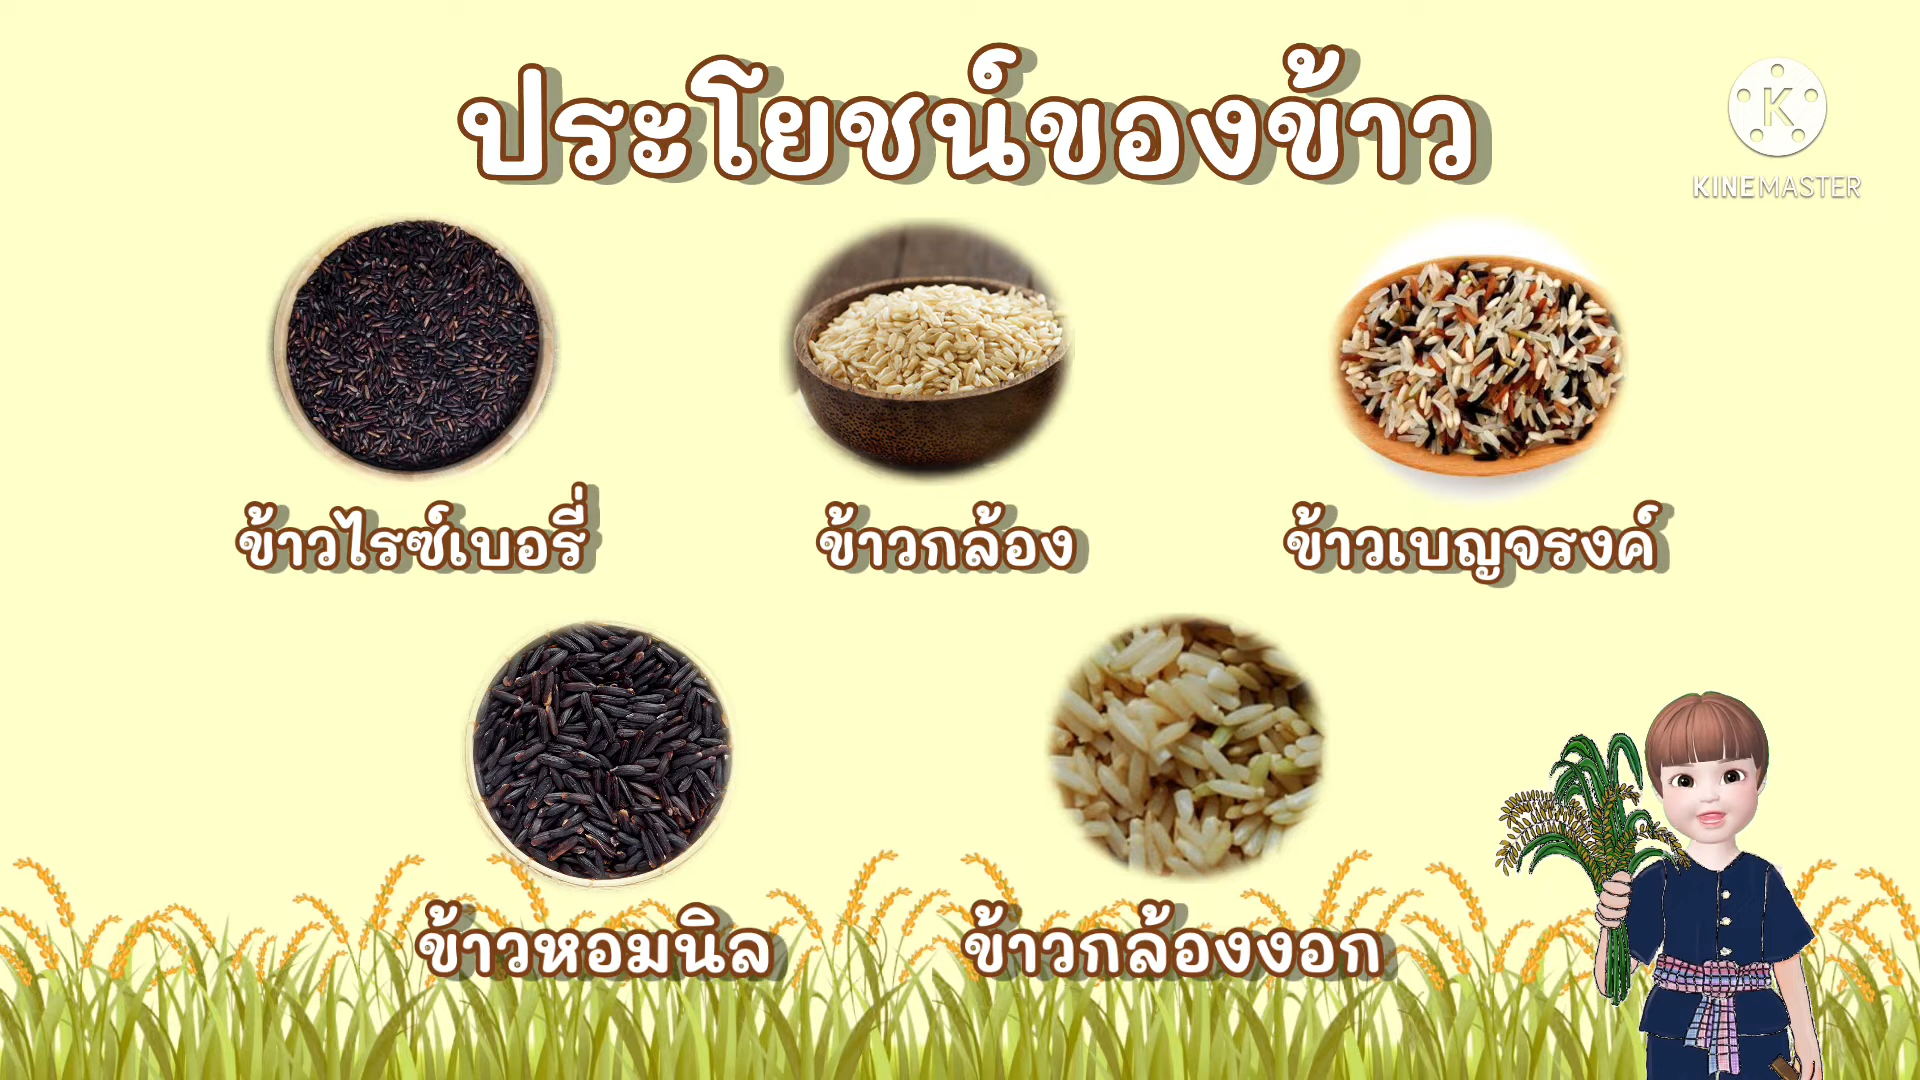 ประโยชน์ของข้าว
K
KINEMASTER
ข้าวไรซ์เบอรี่
ข้าวกล้อง
ข้าวเบญจรงค์
ข้าวหอมนิล
ข้าวกล้องงอก